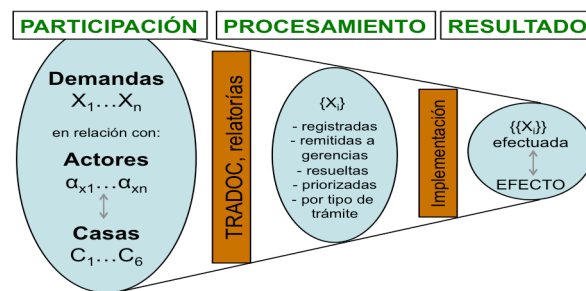 PARTICIPACIÓN
PROCESAMIENTO
RESULTADO
Demandas
X₁…Xₙ
en relación con:
Actores
αₓ₁…αₓₙ
Casas
C₁…C₆
TRADOC, relatorías
{Xᵢ}
- registradas
- remitidas a
gerencias
- resueltas
- priorizadas
- por tipo de
trámite
Implementación
{{Xᵢ}}
efectuada
EFECTO